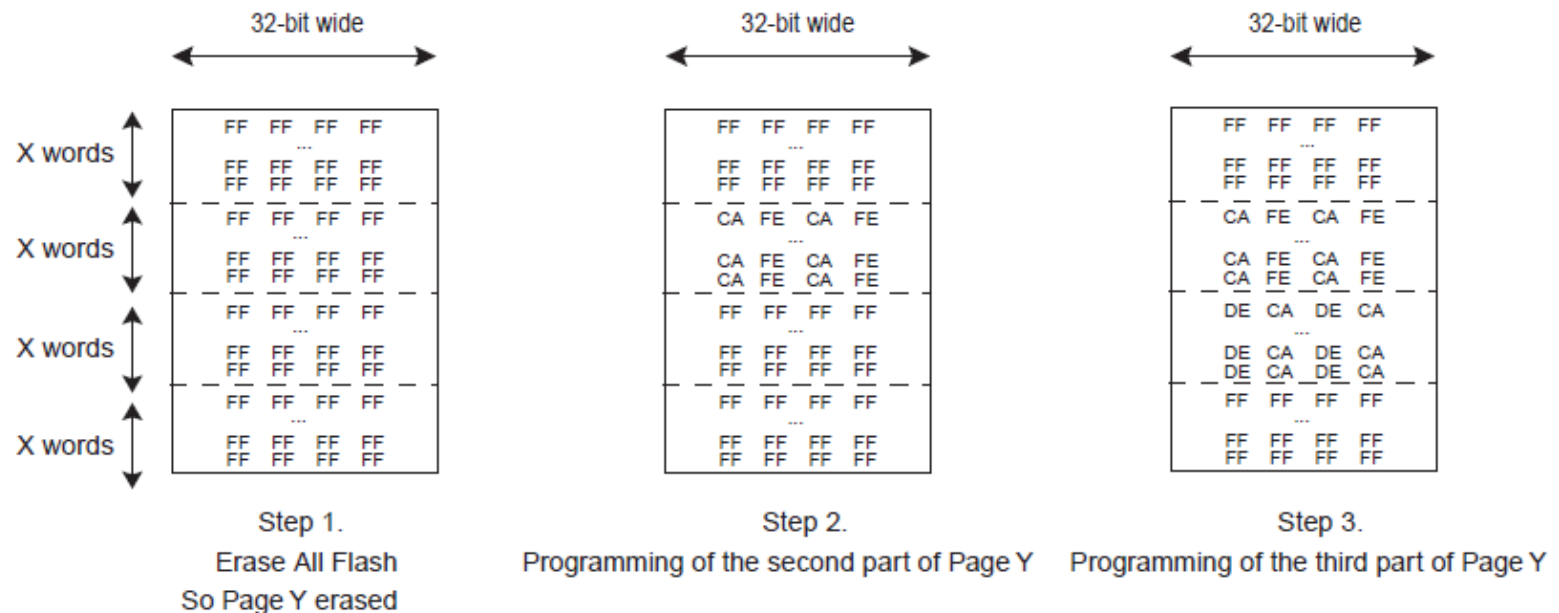 32-bit wide
32-bit wide
32-bit wide
X words
X words
X words
X words
FF FF FF FF
...
FF FF FF FF
FF FF FF FF
FF FF FF FF
...
FF FF FF FF
FF FF FF FF
FF FF FF FF
...
FF FF FF FF
FF FF FF FF
FF FF FF FF
...
FF FF FF FF
FF FF FF FF
FF FF FF FF
...
FF FF FF FF
FF FF FF FF
CA FE CA FE
...
CA FE CA FE
CA FE CA FE
FF FF FF FF
...
FF FF FF FF
FF FF FF FF
FF FF FF FF
...
FF FF FF FF
FF FF FF FF
FF FF FF FF
...
FF FF FF FF
FF FF FF FF
CA FE CA FE
...
CA FE CA FE
CA FE CA FE
DE CA DE CA
...
DE CA DE CA
DE CA DE CA
FF FF FF FF
...
FF FF FF FF
FF FF FF FF
Step 1.
Erase All Flash
So Page Y erased
Step 2.
Programming of the second part of Page Y
Step 3.
Programming of the third part of Page Y